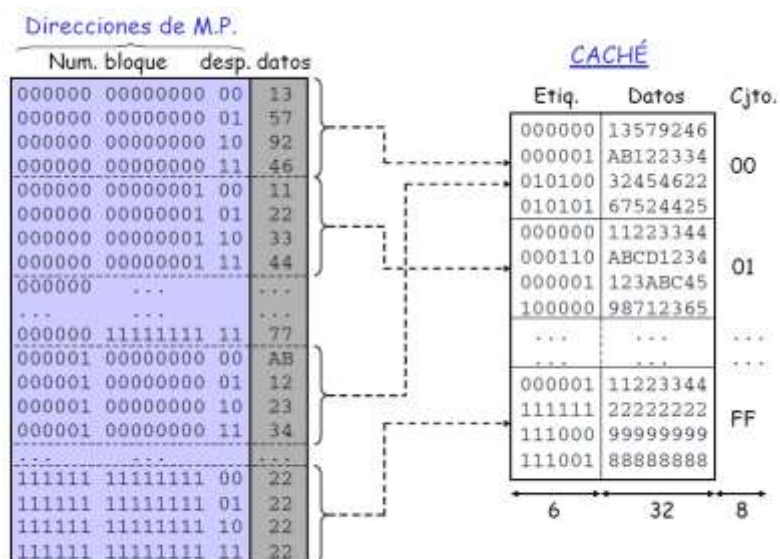 Direcciones de M.P.
Num. bloque desp. datos
000000 00000000 00 13
000000 00000000 01 57
000000 00000000 10 92
000000 00000000 11 46
000000 00000001 00 11
000000 00000001 01 22
000000 00000001 10 33
000000 00000001 11 44
000000 ... ...
... ... ...
000000 11111111 11 77
000001 00000000 00 AB
000001 00000000 01 12
000001 00000000 10 23
000001 00000000 11 34
... ... ...
111111 11111111 00 22
111111 11111111 01 22
111111 11111111 10 22
111111 11111111 11 22
CACHÉ
Etiq. Datos Cjto.
000000 13579246
000001 AB122334
010100 32454622
010101 67524425
00
000000 11223344
000110 ABCD1234
000001 123ABC45
100000 98712365
01
... ... ...
... ... ...
000001 11223344
111111 22222222
111000 99999999
111001 88888888
FF
6 32 8